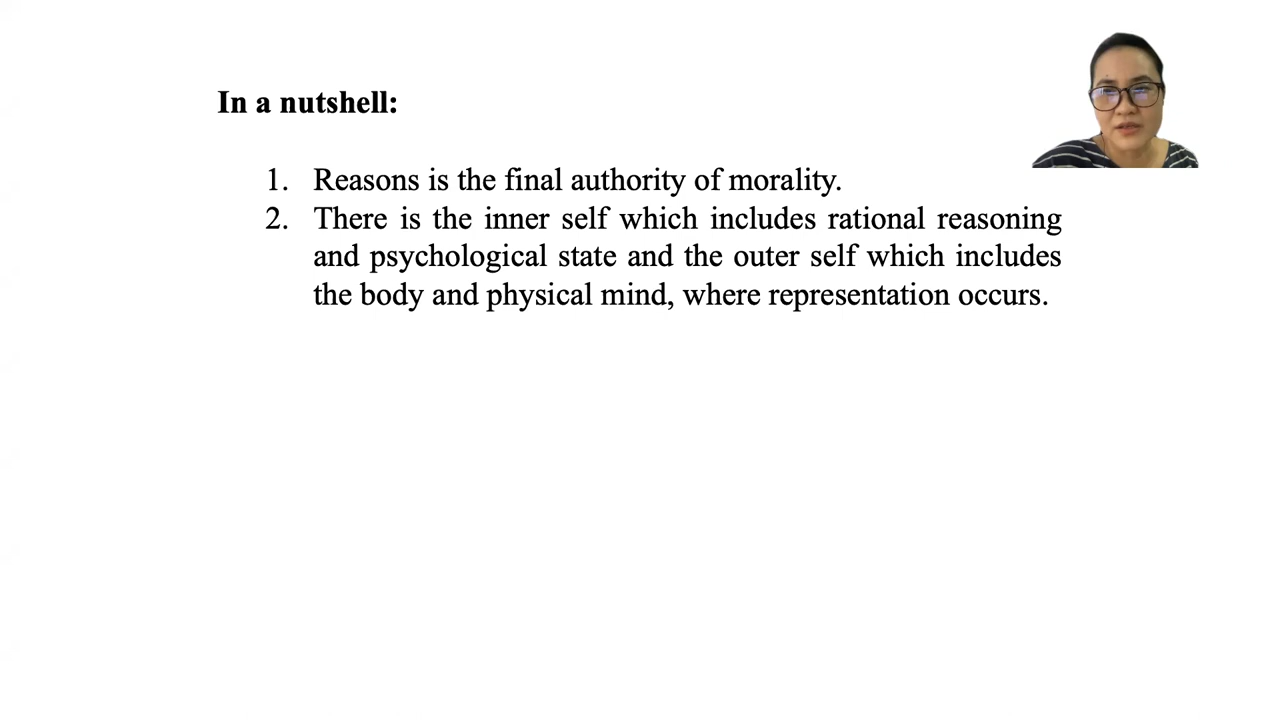 In a nutshell:
1. Reasons is the final authority of morality.
2. There is the inner self which includes rational reasoning
and psychological state and the outer self which includes
the body and physical mind, where representation occurs.